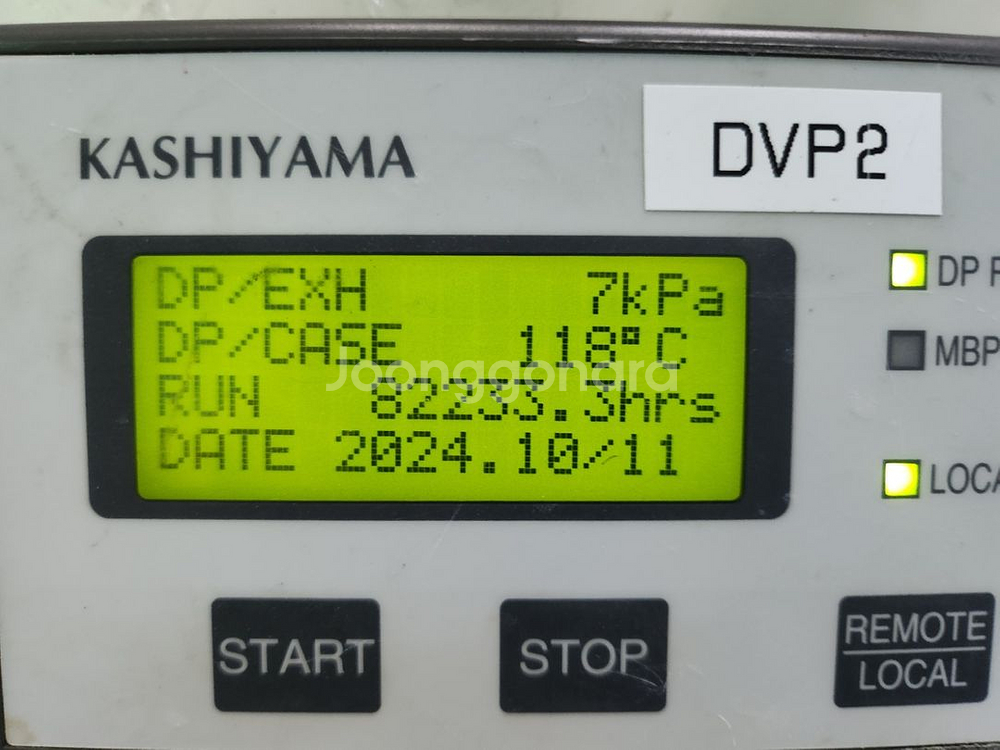 KASHIYAMA
DVP2
DP/EXH 7kPa
DP/CASE 118°C
RUN 82233.3hrs
DATE 2024.10/11
Joonggonara
DP
MBP
START
STOP
REMOTE
LOCAL